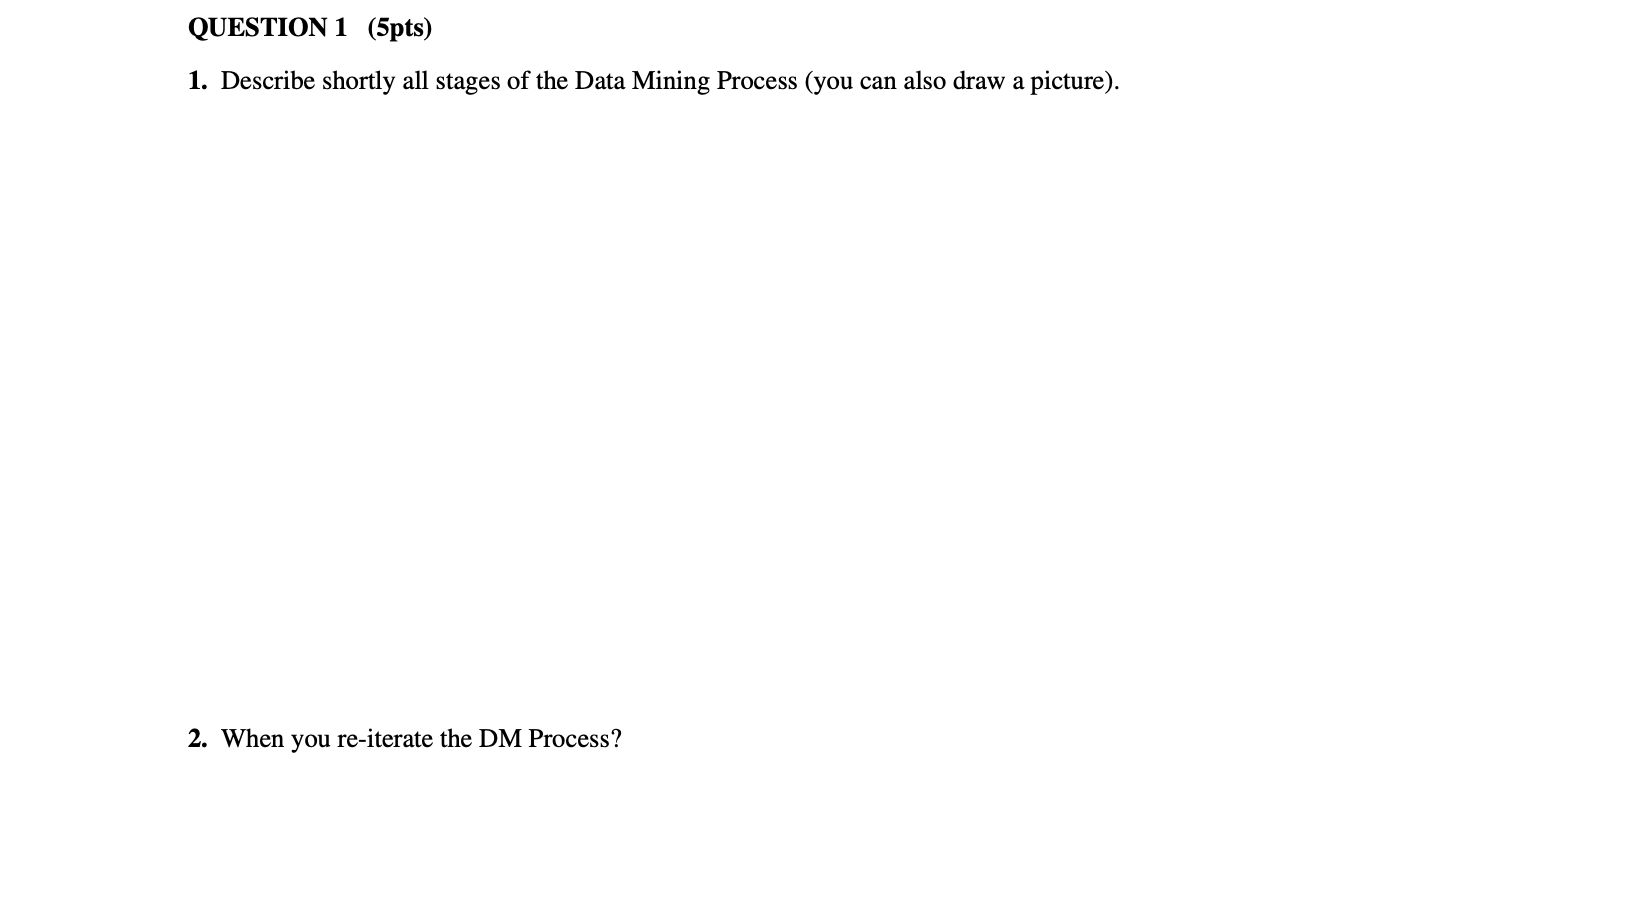 QUESTION 1 (5pts)
1. Describe shortly all stages of the Data Mining Process (you can also draw a picture).
2. When you re-iterate the DM Process?